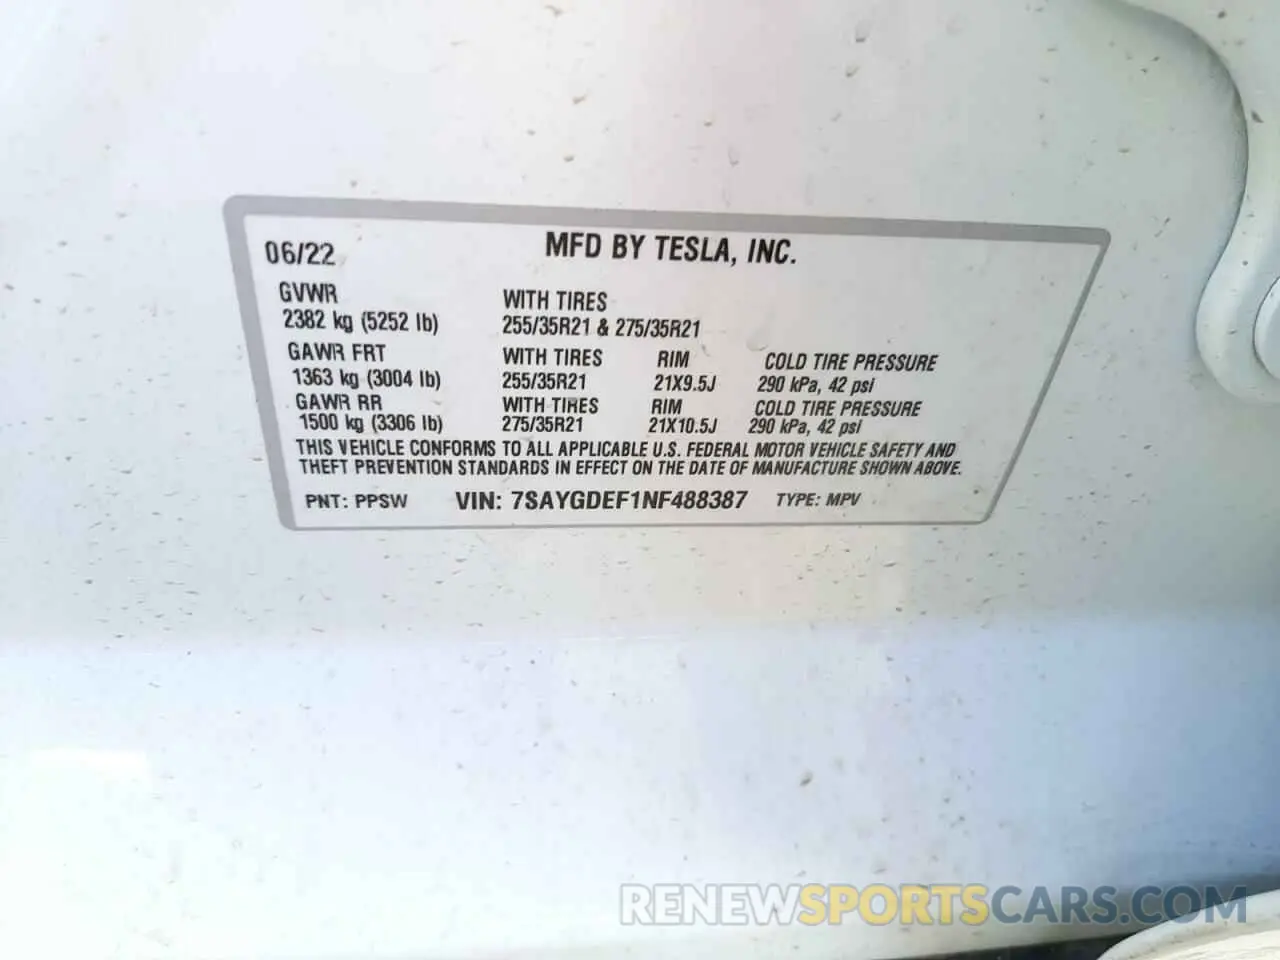 06/22 MFD BY TESLA, INC.
GVWR WITH TIRES
2382 kg (5252 lb) 255/35R21 & 275/35R21
GAWR FRT WITH TIRES RIM COLD TIRE PRESSURE
1363 kg (3004 lb) 255/35R21 21X9.5J 290 kPa, 42 psi
GAWR RR WITH TIRES RIM COLD TIRE PRESSURE
1500 kg (3306 lb) 275/35R21 21X10.5J 290 kPa, 42 psi
THIS VEHICLE CONFORMS TO ALL APPLICABLE U.S. FEDERAL MOTOR VEHICLE SAFETY AND
THEFT PREVENTION STANDARDS IN EFFECT ON THE DATE OF MANUFACTURE SHOWN ABOVE.
PNT: PPSW VIN: 7SAYGDEF1NF488387 TYPE: MPV
RENEWSPORTSCARS.COM